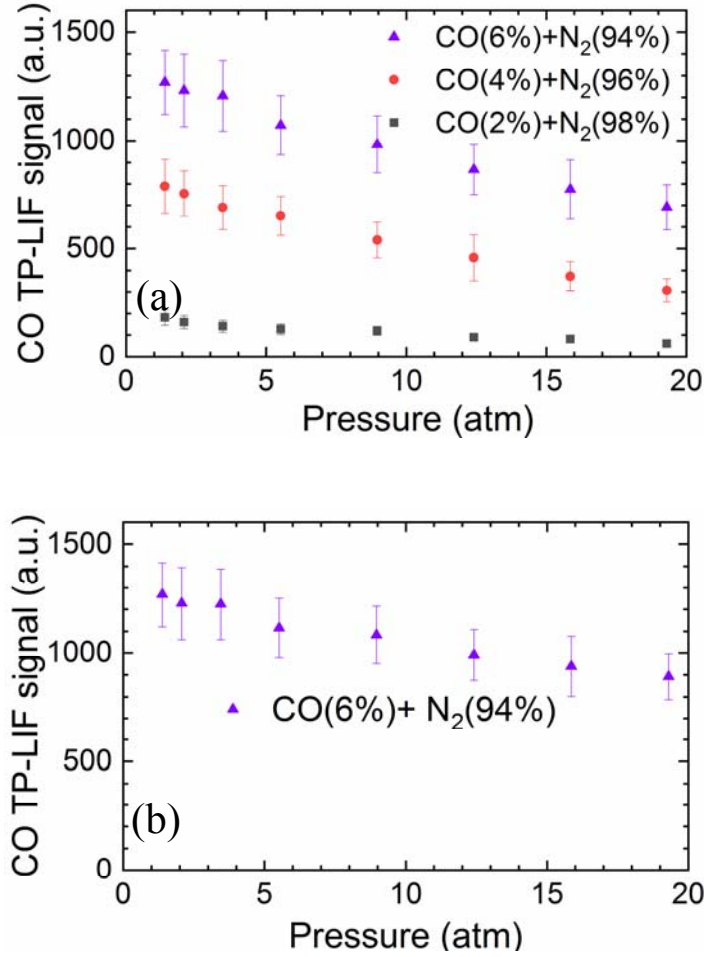 1500
1000
500
0
CO TP-LIF signal (a.u.)
CO(6%)+N₂(94%)
CO(4%)+N₂(96%)
CO(2%)+N₂(98%)
(a)
0 5 10 15 20
Pressure (atm)
1500
1000
500
0
CO TP-LIF signal (a.u.)
CO(6%)+ N₂(94%)
(b)
0 5 10 15 20
Pressure (atm)